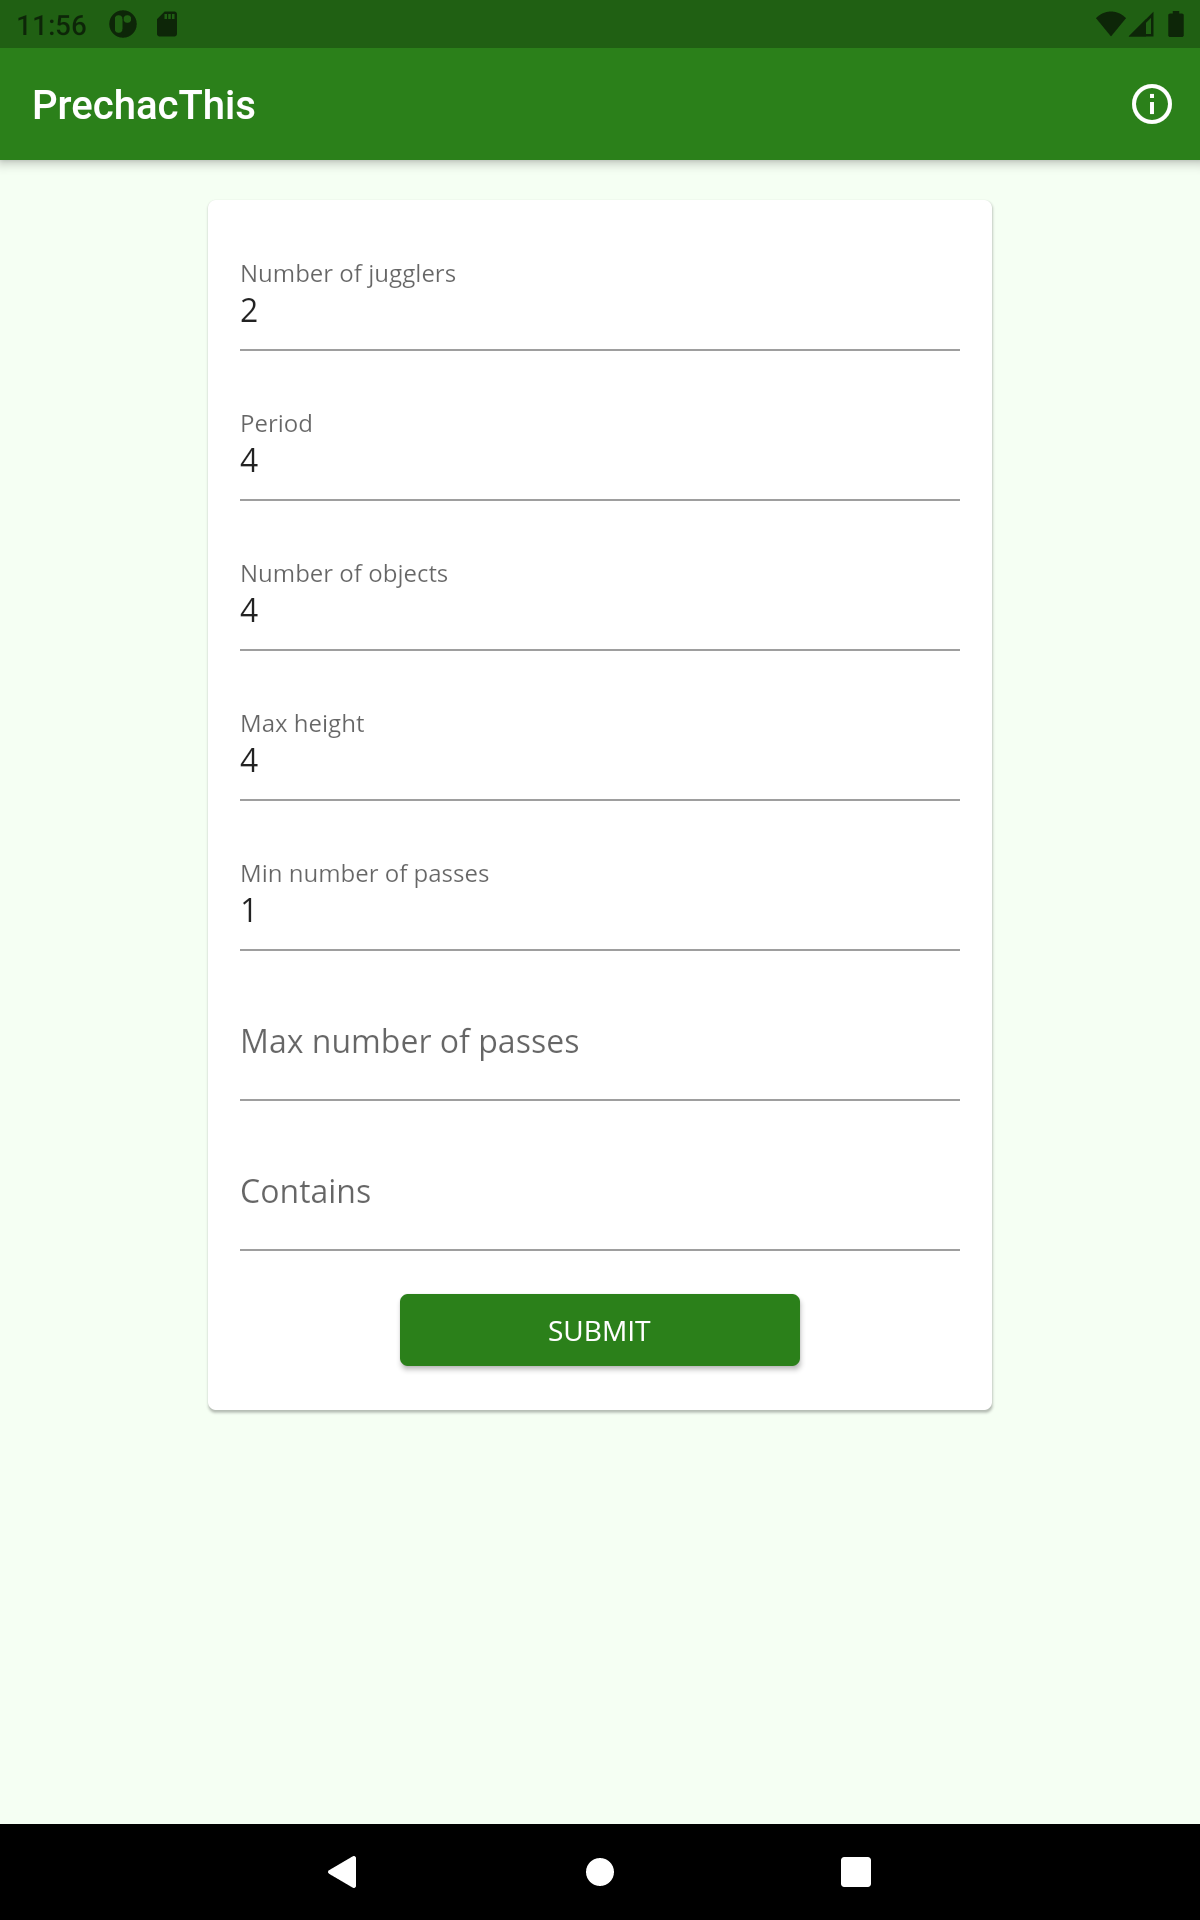 11:56
PrechacThis
Number of jugglers
2
Period
4
Number of objects
4
Max height
4
Min number of passes
1
Max number of passes
Contains
SUBMIT